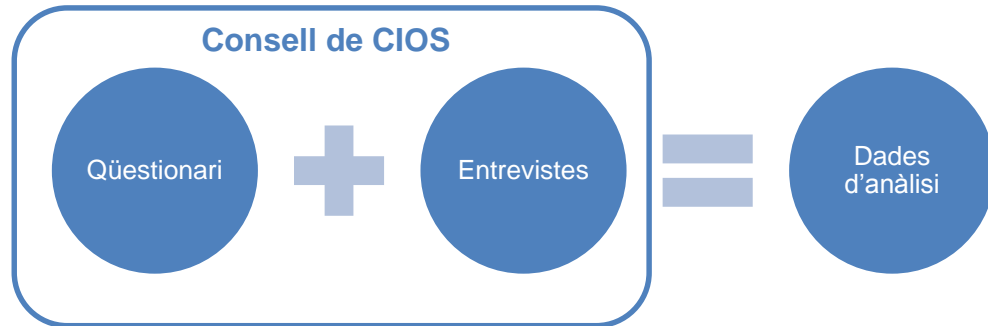 Consell de CIOS
Qüestionari
Entrevistes
Dades
d'anàlisi